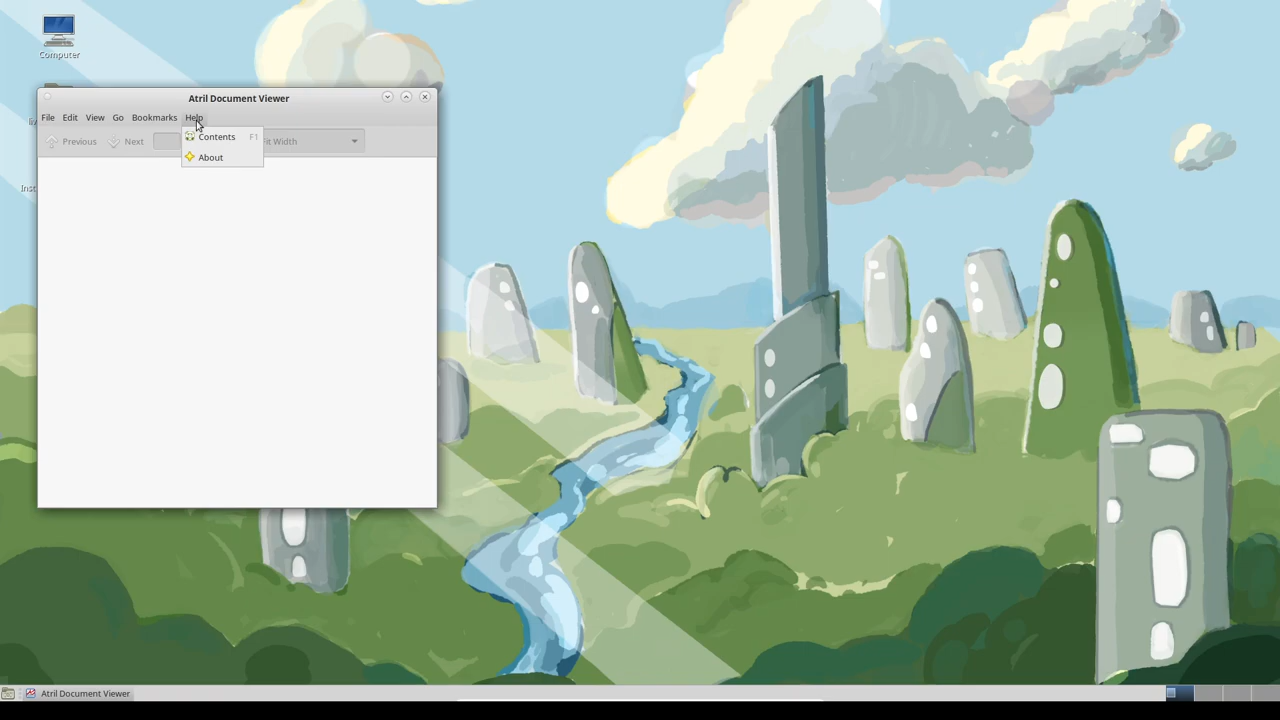 Computer
Atril Document Viewer
File Edit View Go Bookmarks Help
Contents F1
Previous Next Fit Width
About
Atril Document Viewer